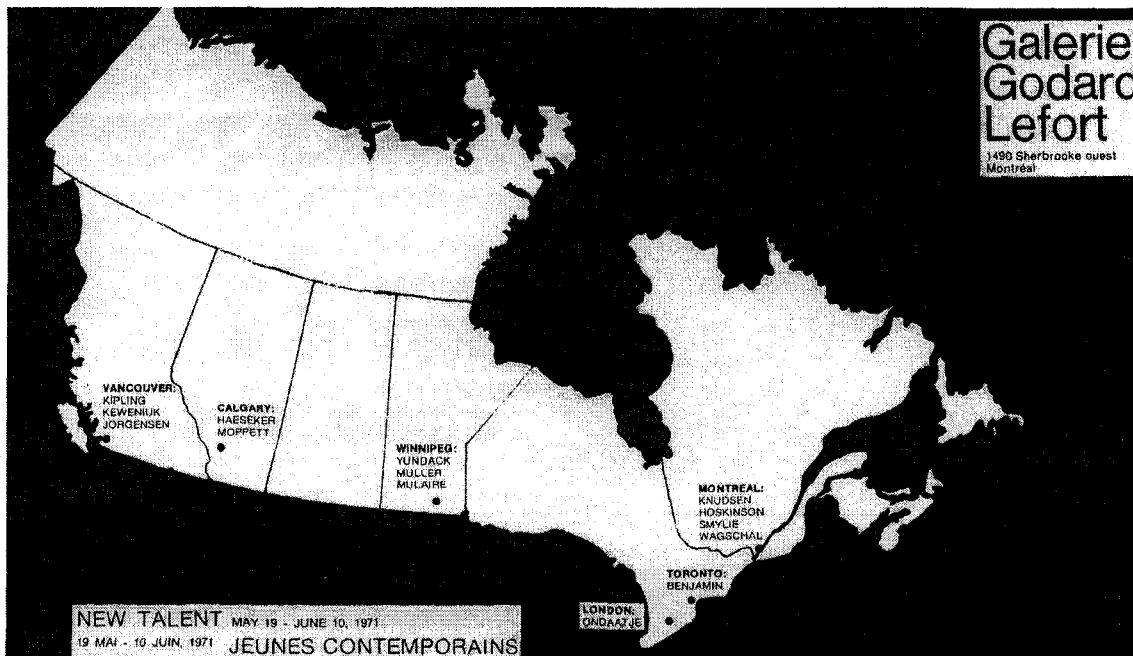 Galerie
Godard
Lefort
1490 Sherbrooke ouest
Montréal
VANCOUVER:
KIPLING
KEWENIUK
JORGENSEN
CALGARY:
HAESEKER
MOPPETT
WINNIPEG:
YUNDACK
MULLER
MULAIRE
MONTREAL:
KNUDSEN
HOSKINSON
SMYLIE
WAGSCHAL
TORONTO:
BENJAMIN
LONDON:
ONDAATJE
NEW TALENT MAY 19 - JUNE 10, 1971
19 MAI - 10 JUIN, 1971 JEUNES CONTEMPORAINS